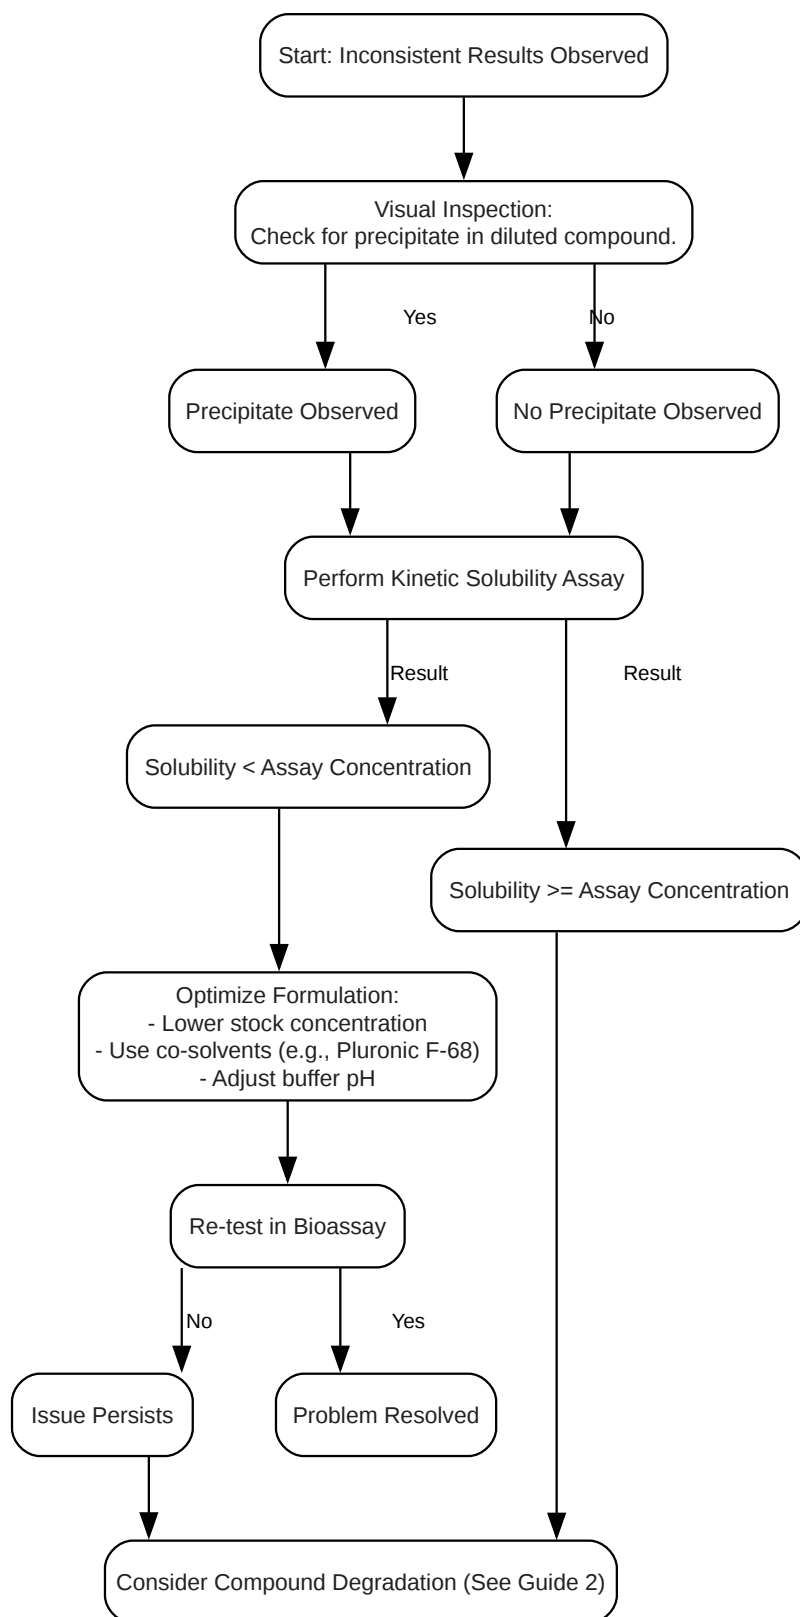 Start: Inconsistent Results Observed
Visual Inspection:
Check for precipitate in diluted compound.
Yes
No
Precipitate Observed
No Precipitate Observed
Perform Kinetic Solubility Assay
Result
Result
Solubility < Assay Concentration
Solubility >= Assay Concentration
Optimize Formulation:
- Lower stock concentration
- Use co-solvents (e.g., Pluronic F-68)
- Adjust buffer pH
Re-test in Bioassay
No
Yes
Issue Persists
Problem Resolved
Consider Compound Degradation (See Guide 2)